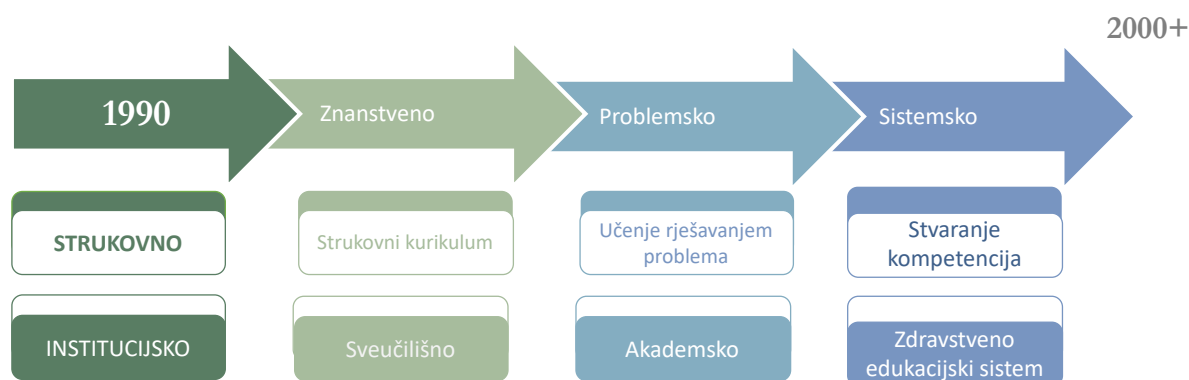 2000+
1990
Znanstveno
Problemsko
Sistemsko
STRUKOVNO
Strukovni kurikulum
Učenje rješavanjem
problema
Stvaranje
kompetencija
INSTITUCIJSKO
Sveučilišno
Akademsko
Zdravstveno
edukacijski sistem